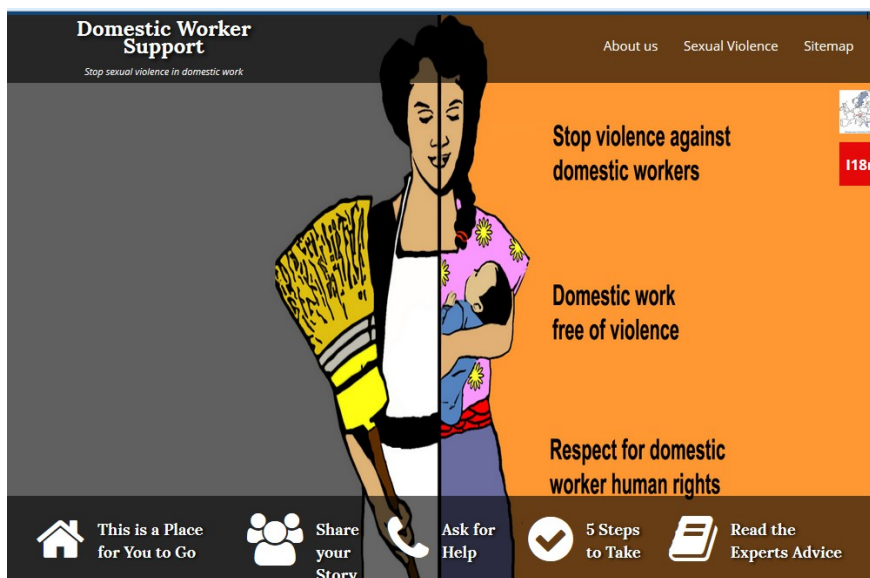 Domestic Worker
Support
Stop sexual violence in domestic work
About us
Sexual Violence
Sitemap
I18n
Stop violence against
domestic workers
Domestic work
free of violence
Respect for domestic
worker human rights
This is a Place
for You to Go
Share
your
Story
Ask for
Help
5 Steps
to Take
Read the
Experts Advice